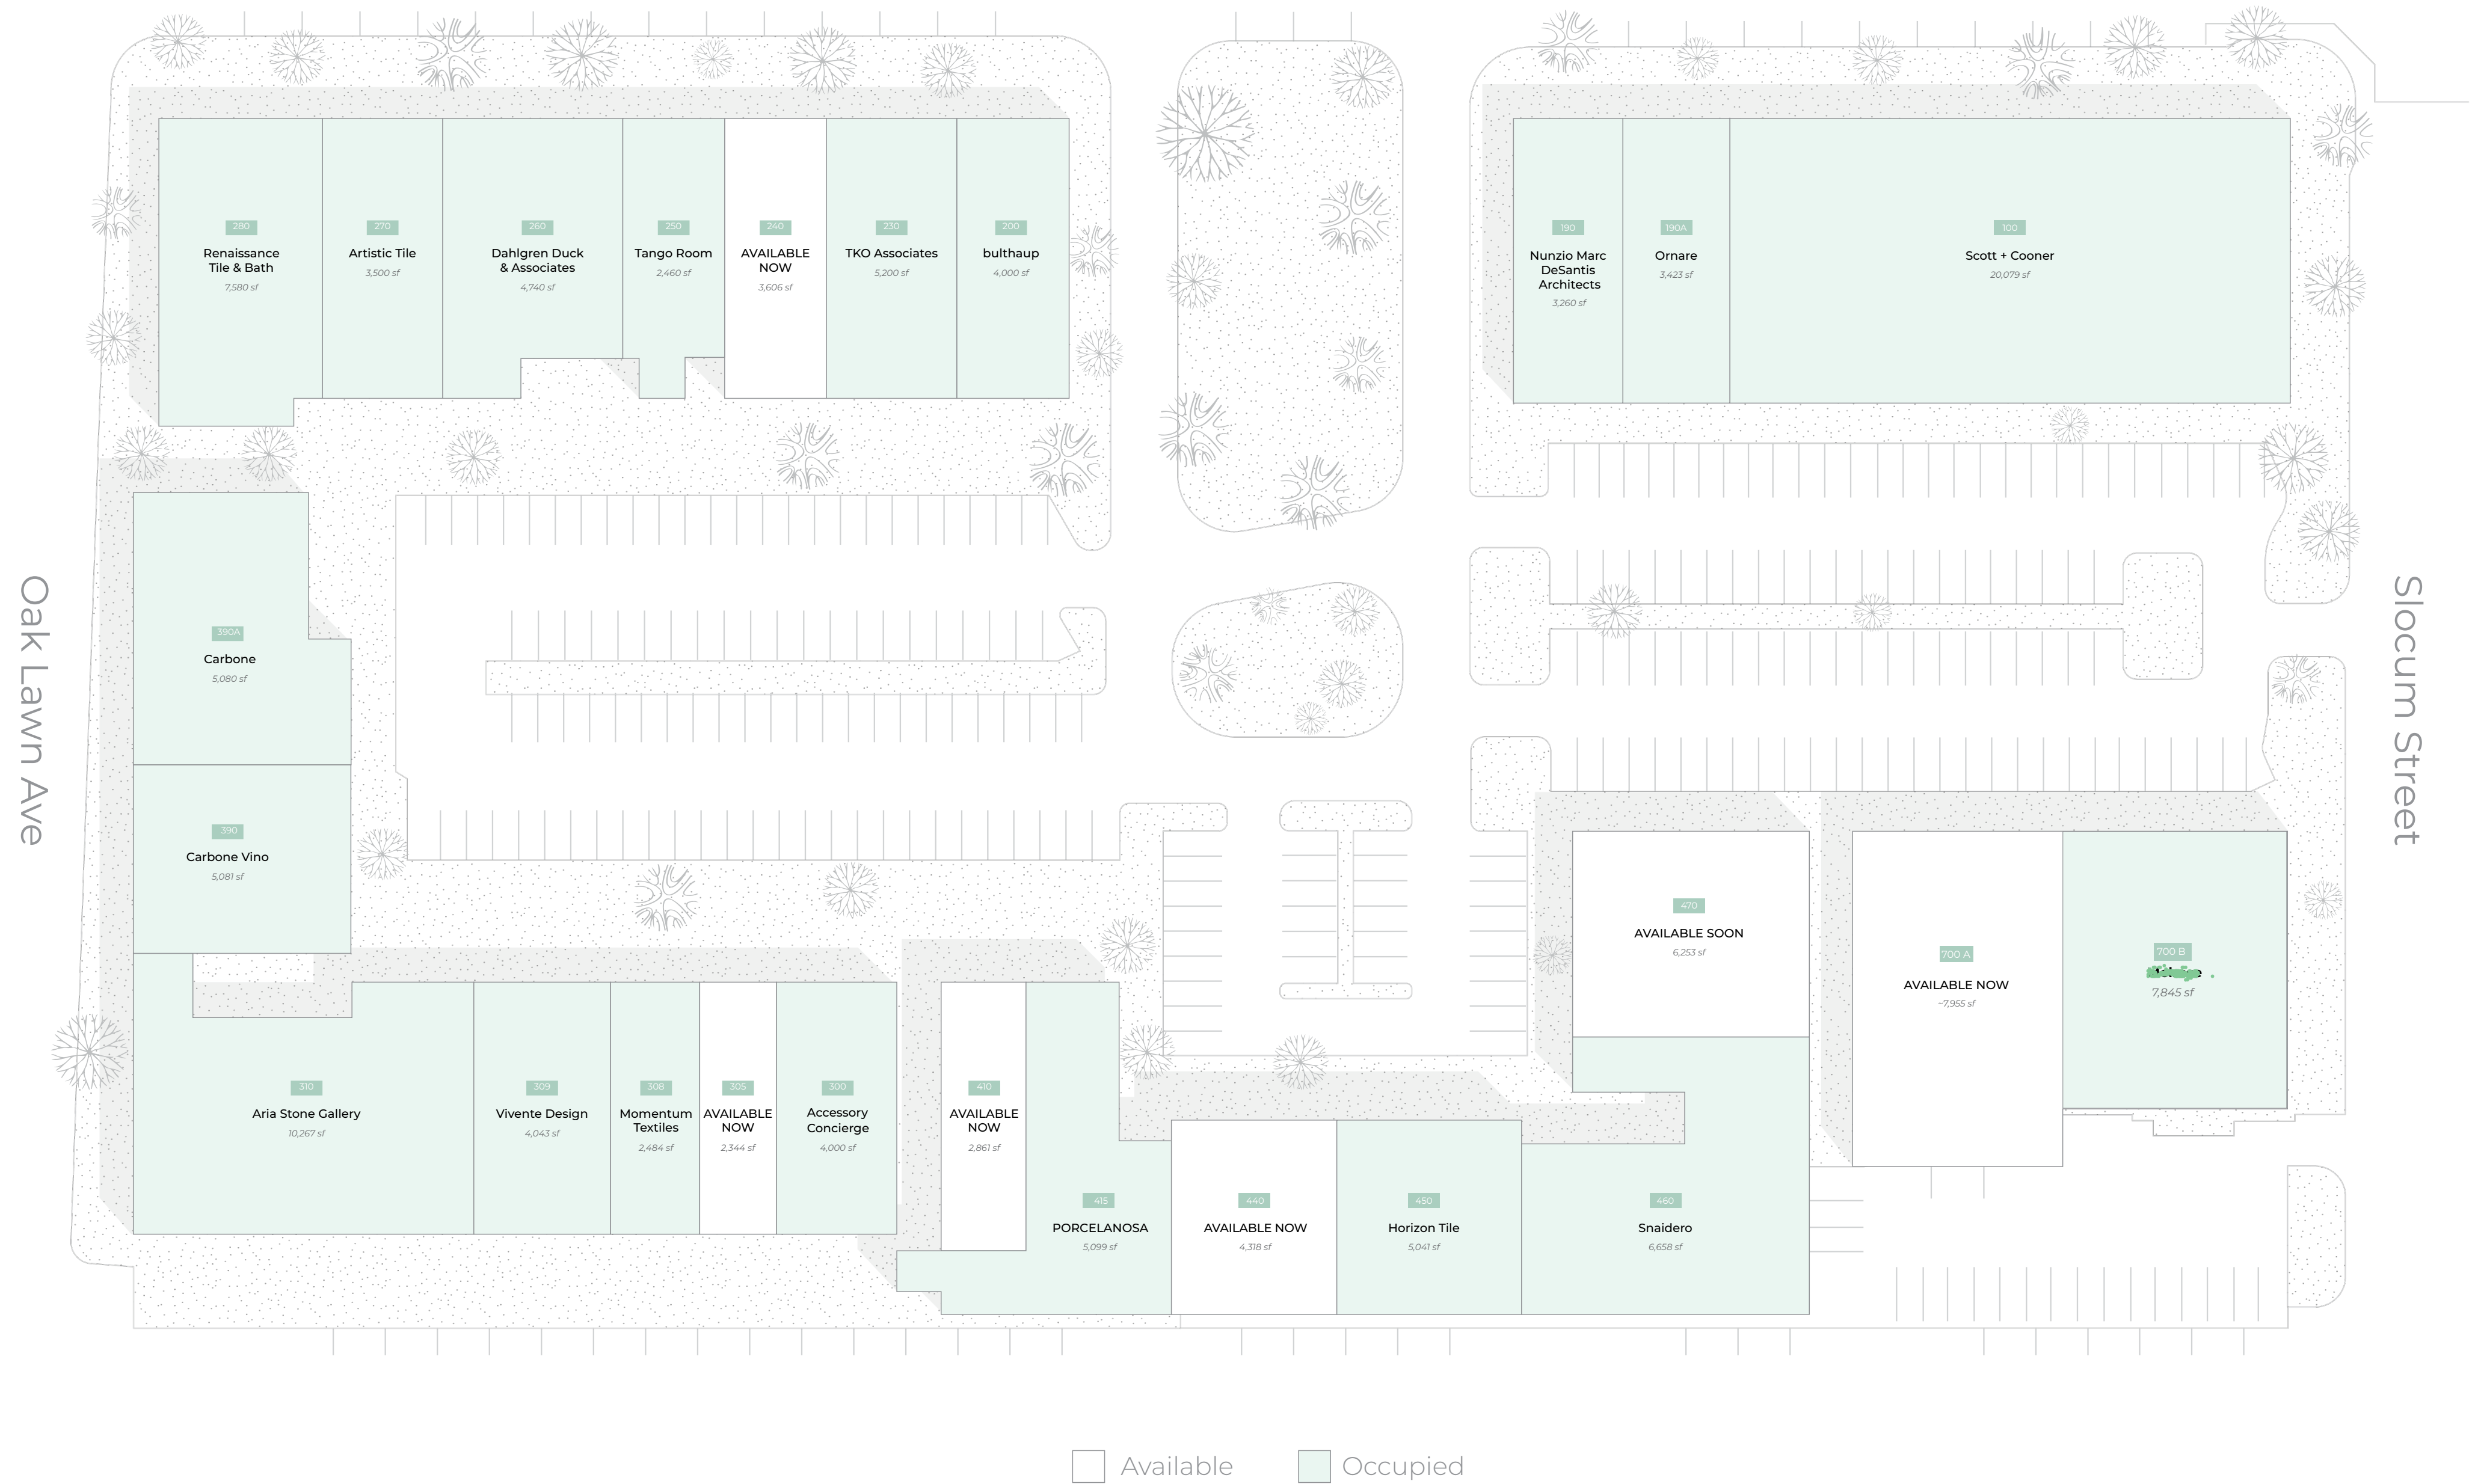 280
Renaissance
Tile & Bath
7,580 sf
270
Artistic Tile
3,500 sf
260
Dahlgren Duck
& Associates
4,740 sf
250
Tango Room
2,460 sf
240
AVAILABLE
NOW
3,606 sf
230
TKO Associates
5,200 sf
200
bulthaup
4,000 sf
190
Nunzio Marc
DeSantis
Architects
3,260 sf
190A
Ornare
3,423 sf
100
Scott + Cooner
20,079 sf
Oak Lawn Ave
Slocum Street
390A
Carbone
5,080 sf
390
Carbone Vino
5,081 sf
310
Aria Stone Gallery
10,267 sf
309
Vivente Design
4,043 sf
308
Momentum
Textiles
2,484 sf
305
AVAILABLE
NOW
2,344 sf
300
Accessory
Concierge
4,000 sf
410
AVAILABLE
NOW
2,861 sf
415
PORCELANOSA
5,099 sf
440
AVAILABLE NOW
4,318 sf
450
Horizon Tile
5,041 sf
460
Snaidero
6,658 sf
470
AVAILABLE SOON
6,253 sf
700 A
AVAILABLE NOW
~7,955 sf
700 B
7,845 sf
Available
Occupied